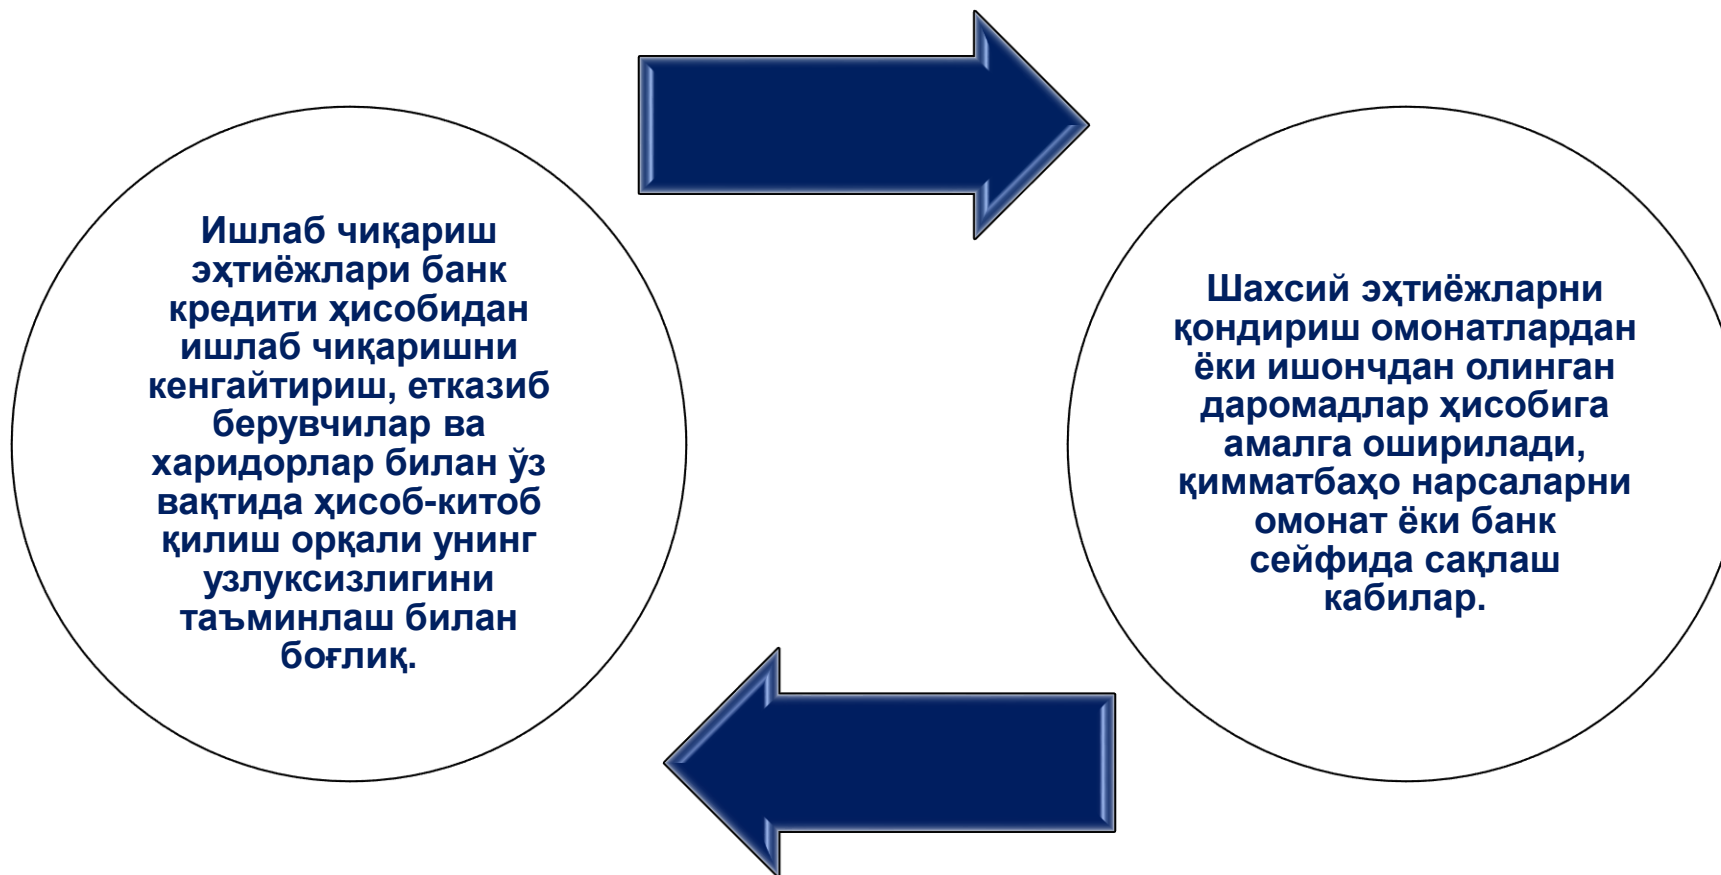 Ишлаб чиқариш
эҳтиёжлари банк
кредити ҳисобидан
ишлаб чиқаришни
кенгайтириш, етказиб
берувчилар ва
харидорлар билан ўз
вақтида ҳисоб-китоб
қилиш орқали унинг
узлуксизлигини
таъминлаш билан
боғлиқ.
Шахсий эҳтиёжларни
қондириш омонатлардан
ёки ишончдан олинган
даромадлар ҳисобига
амалга оширилади,
қимматбаҳо нарсаларни
омонат ёки банк
сейфида сақлаш
кабилар.